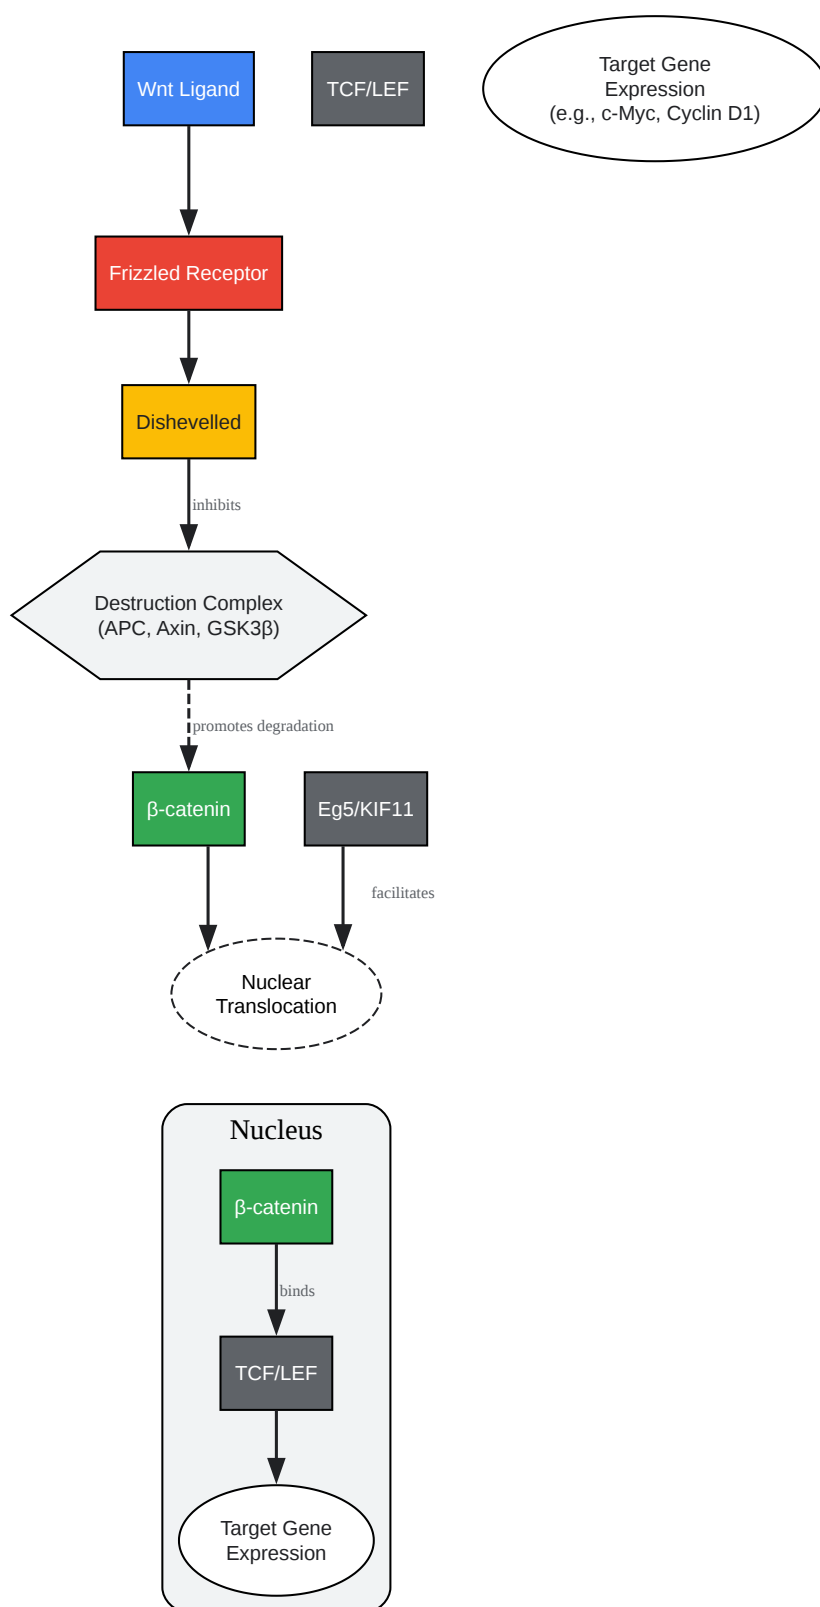 Wnt Ligand
TCF/LEF
Target Gene
Expression
(e.g., c-Myc, Cyclin D1)
Frizzled Receptor
Dishevelled
inhibits
Destruction Complex
(APC, Axin, GSK3β)
promotes degradation
β-catenin
Eg5/KIF11
facilitates
Nuclear
Translocation
Nucleus
β-catenin
binds
TCF/LEF
Target Gene
Expression